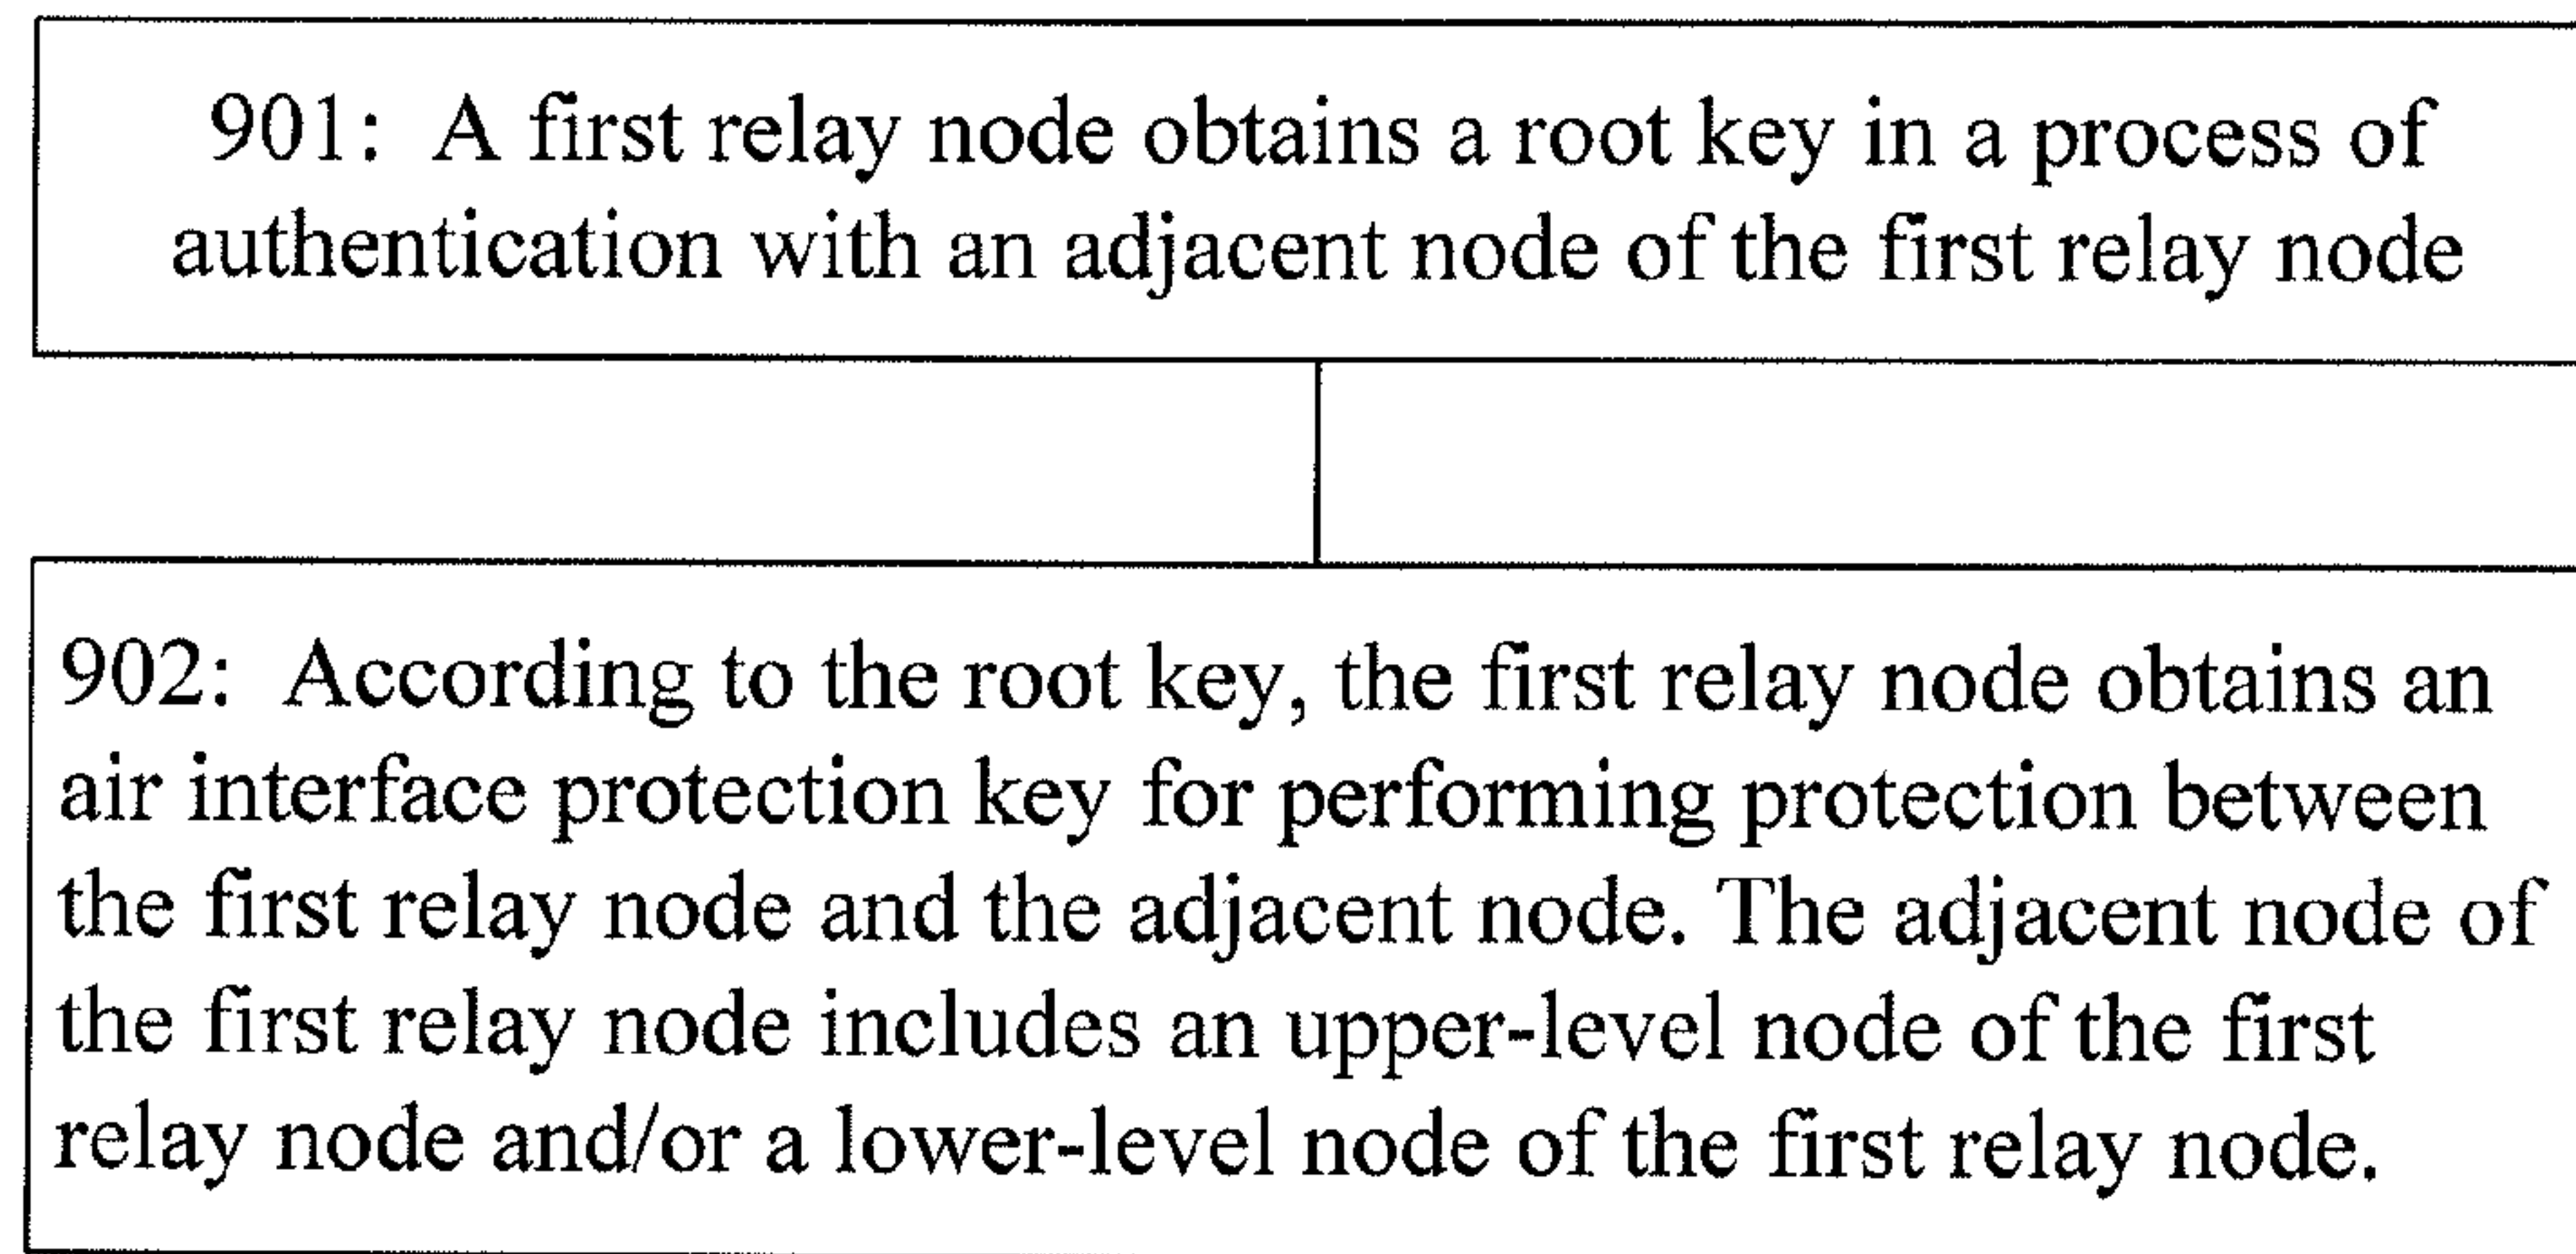 901: A first relay node obtains a root key in a process of
authentication with an adjacent node of the first relay node
902: According to the root key, the first relay node obtains an
air interface protection key for performing protection between
the first relay node and the adjacent node. The adjacent node of
the first relay node includes an upper-level node of the first
relay node and/or a lower-level node of the first relay node.